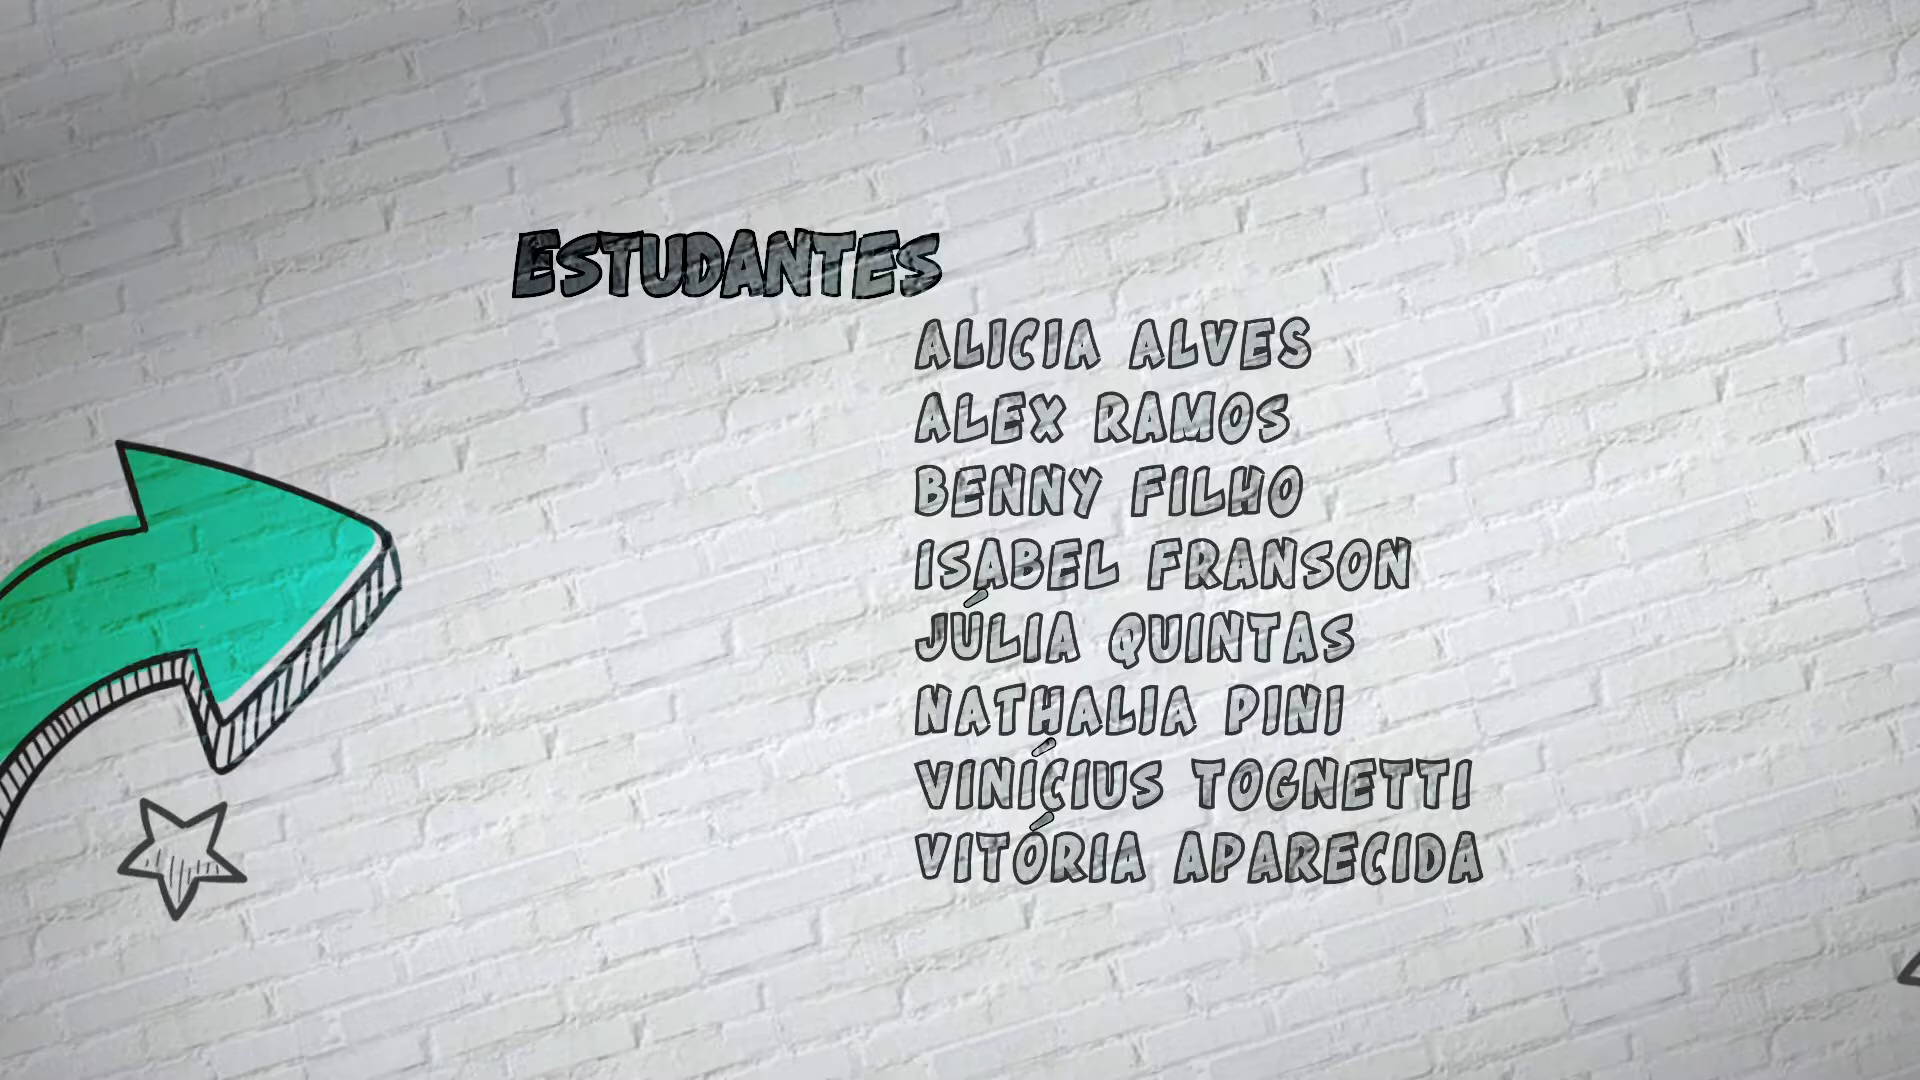 ESTUDANTES
ALICIA ALVES
ALEX RAMOS
BENNY FILHO
ISABEL FRANSON
JÚLIA QUINTAS
NATHALIA PINI
VINÍCIUS TOGNETTI
VITÓRIA APARECIDA